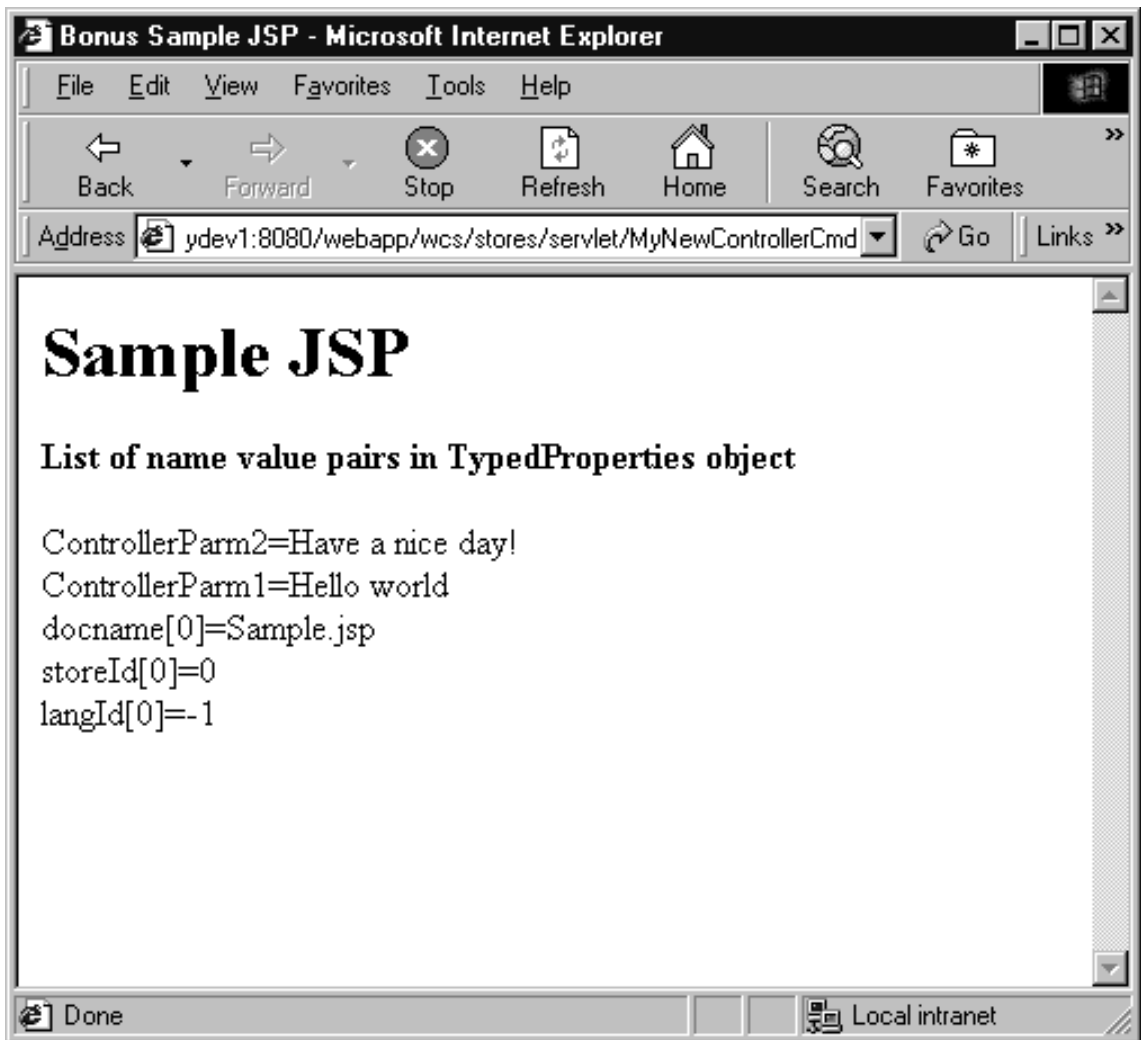 Bonus Sample JSP - Microsoft Internet Explorer
File Edit View Favorites Tools Help
Back Forward Stop Refresh Home Search Favorites »
Address ydev1:8080/webapp/wcs/stores/servlet/MyNewControllerCmd Go Links »
Sample JSP
List of name value pairs in TypedProperties object
ControllerParm2=Have a nice day!
ControllerParm1=Hello world
docname[0]=Sample.jsp
storeId[0]=0
langId[0]=-1
Done Local intranet